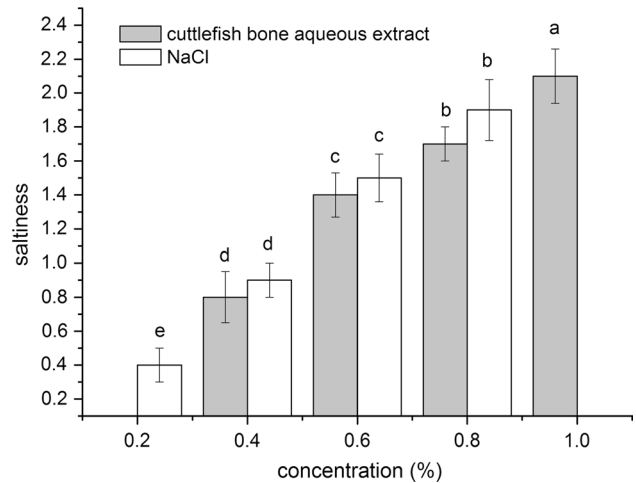 cuttlefish bone aqueous extract
NaCl
2.4
2.2
2.0
1.8
1.6
1.4
1.2
1.0
0.8
0.6
0.4
0.2
saltiness
e
d
d
c
c
b
b
a
0.2
0.4
0.6
0.8
1.0
concentration (%)